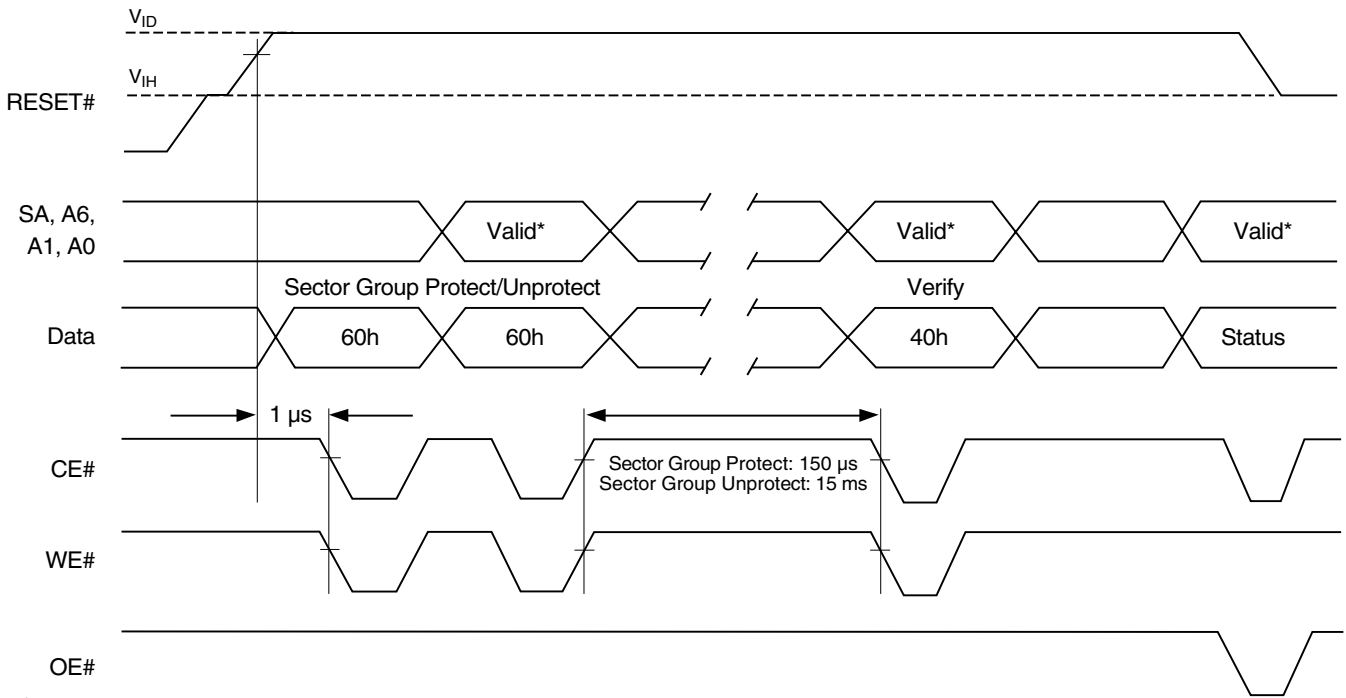 VID
VIH
RESET#
SA, A6,
A1, A0
Valid*
Valid*
Valid*
Sector Group Protect/Unprotect
Verify
Data
60h
60h
40h
Status
1 µs
CE#
Sector Group Protect: 150 µs
Sector Group Unprotect: 15 ms
WE#
OE#